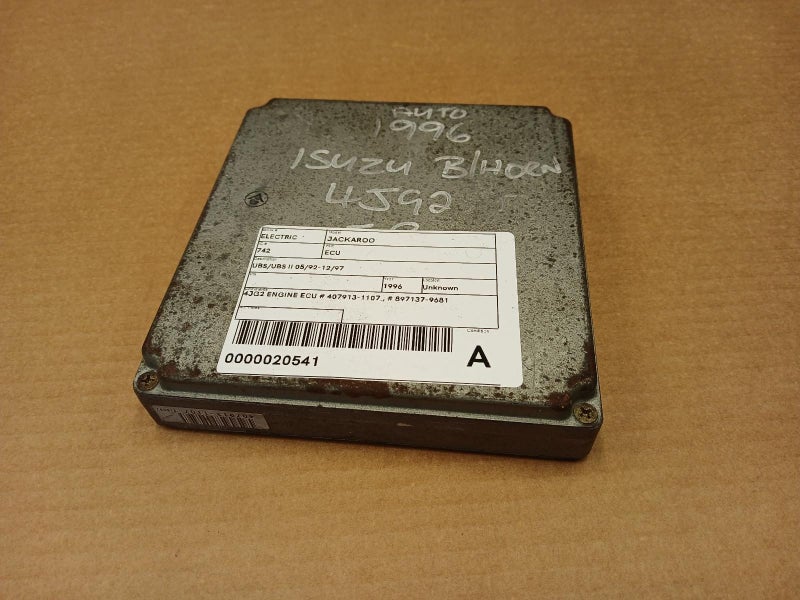 AUTO
1996
ISUZU B/HORN
4JG2
ELECTRIC JACKAROO
742 ECU
UBS/UBS II 05/92-12/97
1996 Unknown
4JG2 ENGINE ECU # 407913-1107., # 897137-9681
0000020541 A